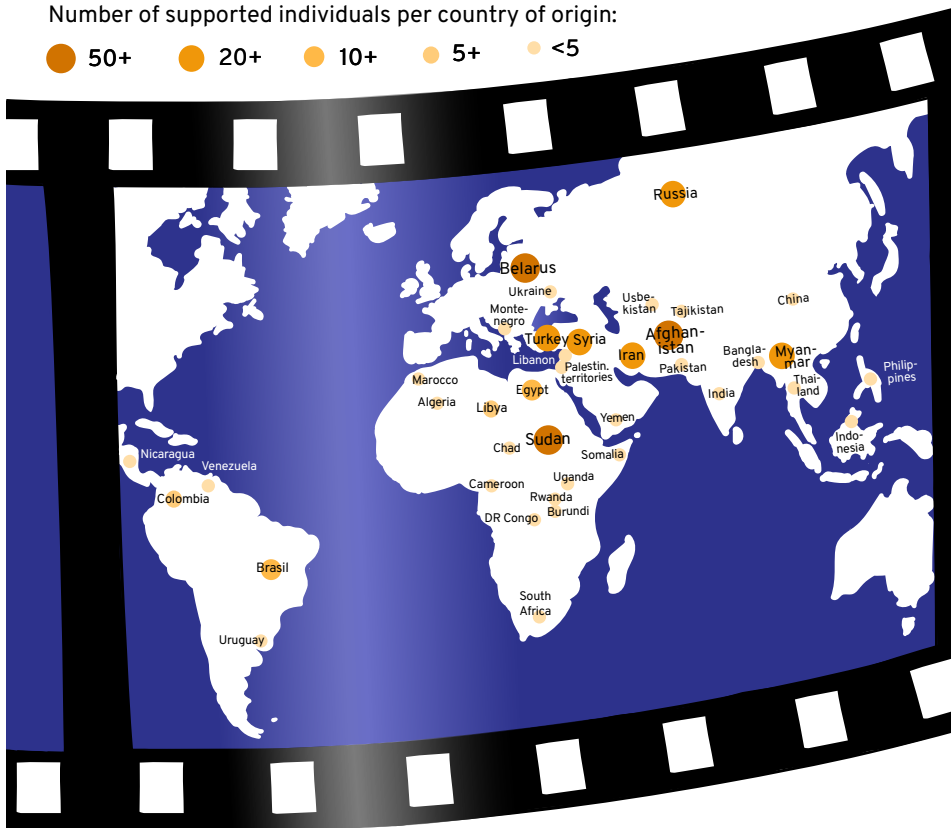 Number of supported individuals per country of origin:
50+ 20+ 10+ 5+ <5
Russia
Belarus
Ukraine
Usbe-
kistan
Tajikistan
China
Monte-
negro
Turkey Syria
Afghan-
istan
Libanon
Iran
Bangla-
desh
Myan-
mar
Palestin.
territories
Pakistan
Philip-
pines
Marocco
Egypt
Thai-
land
Algeria
Libya
India
Yemen
Sudan
Chad
Somalia
Indo-
nesia
Nicaragua
Venezuela
Colombia
Cameroon
Uganda
Rwanda
Burundi
DR Congo
Brasil
South
Africa
Uruguay